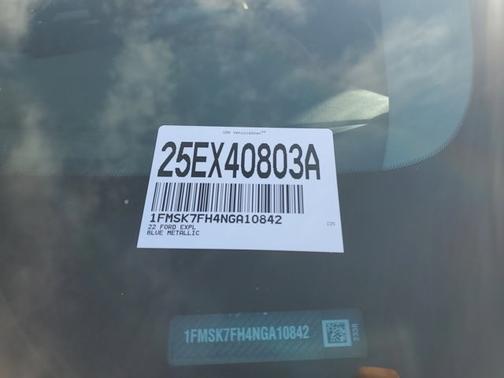 25EX40803A
1FMSK7FH4NGA10842
22 FORD EXPL
BLUE METALLIC
1FMSK7FH4NGA10842